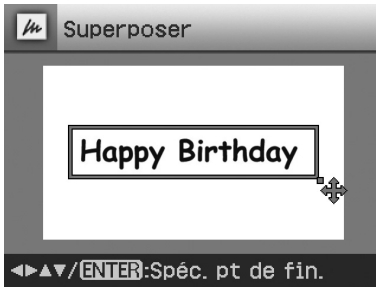 Superposer
Happy Birthday
◄►▲▼/ENTER:Spéc. pt de fin.